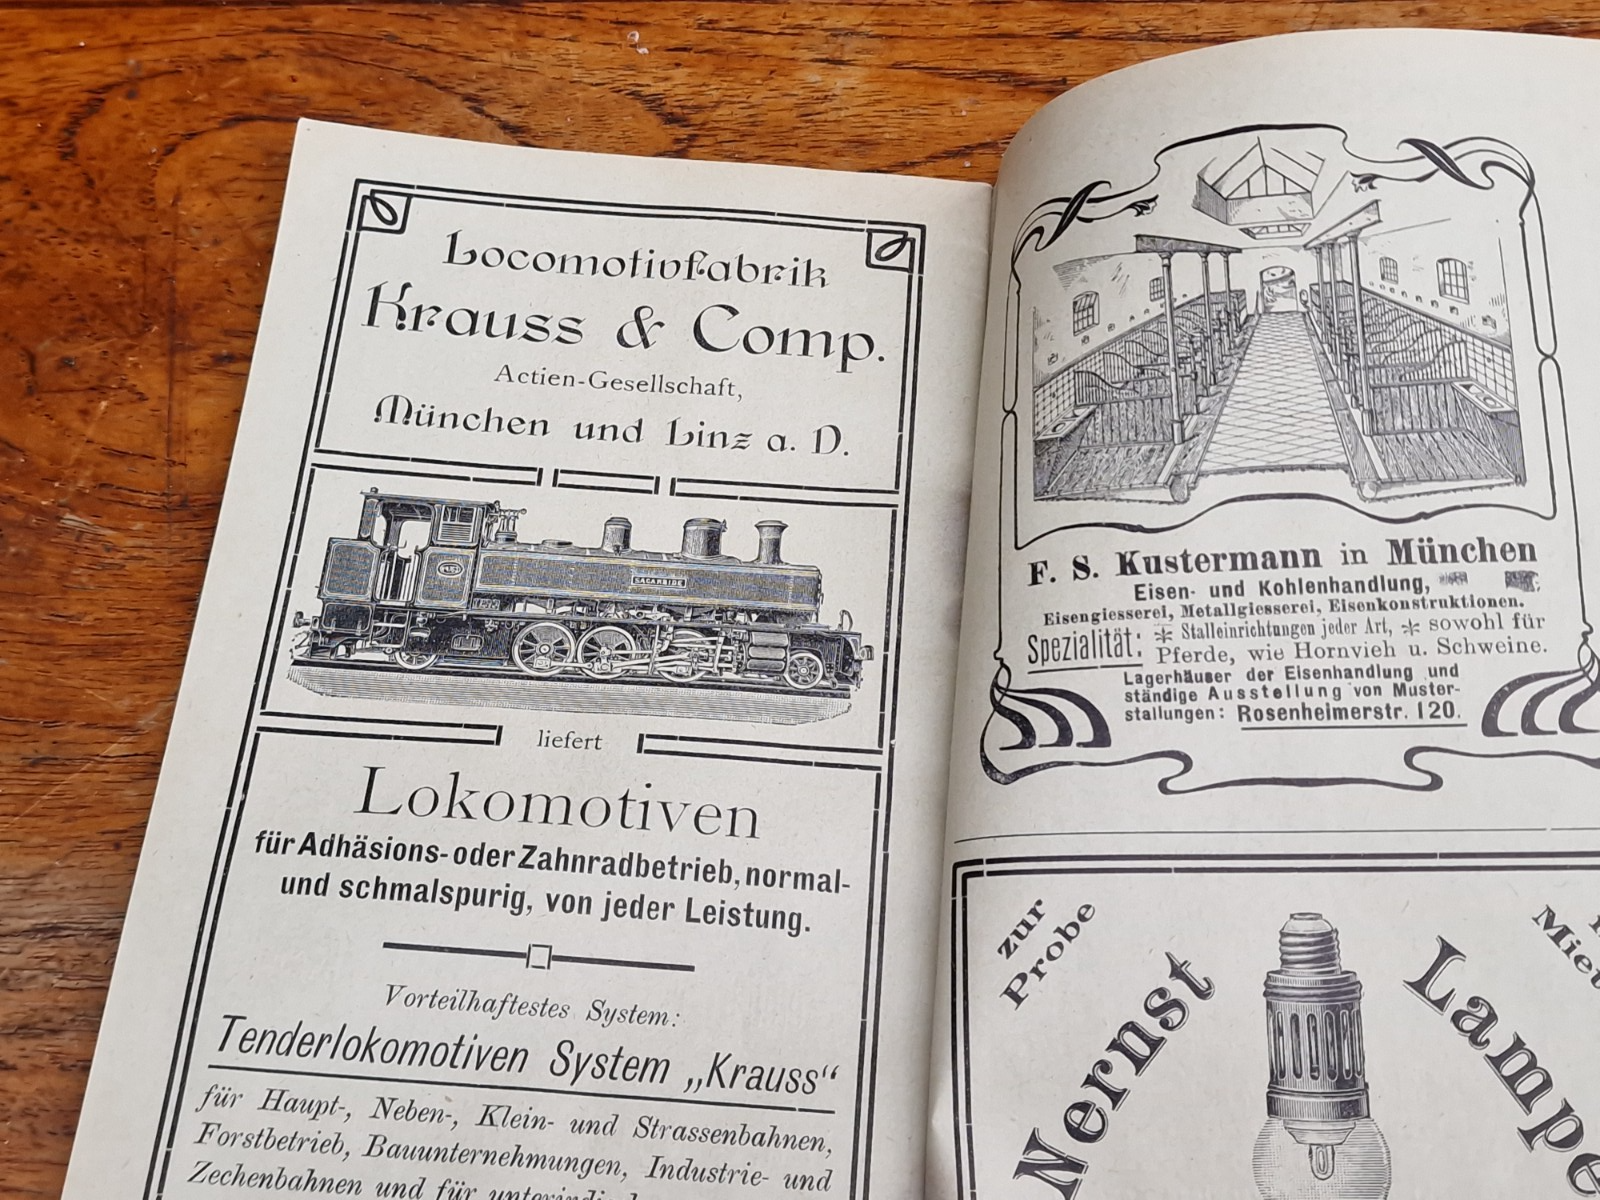 Locomotivfabrik
Krauss & Comp.
Actien-Gesellschaft,
München und Linz a. D.
liefert
Lokomotiven
für Adhäsions- oder Zahnradbetrieb, normal-
und schmalspurig, von jeder Leistung.
Vorteilhaftestes System:
Tenderlokomotiven System „Krauss“
für Haupt-, Neben-, Klein- und Strassenbahnen,
Forstbetrieb, Bauunternehmungen, Industrie- und
Zechenbahnen und für
F. S. Kustermann in München
Eisen- und Kohlenhandlung,
Eisengiesserei, Metallgiesserei, Eisenkonstruktionen.
Spezialität: Stalleinrichtungen jeder Art, sowohl für
Pferde, wie Hornvieh u. Schweine.
Lagerhäuser der Eisenhandlung und
ständige Ausstellung von Muster-
stallungen: Rosenheimerstr. 120.
zur
Probe
Nernst
Lampe